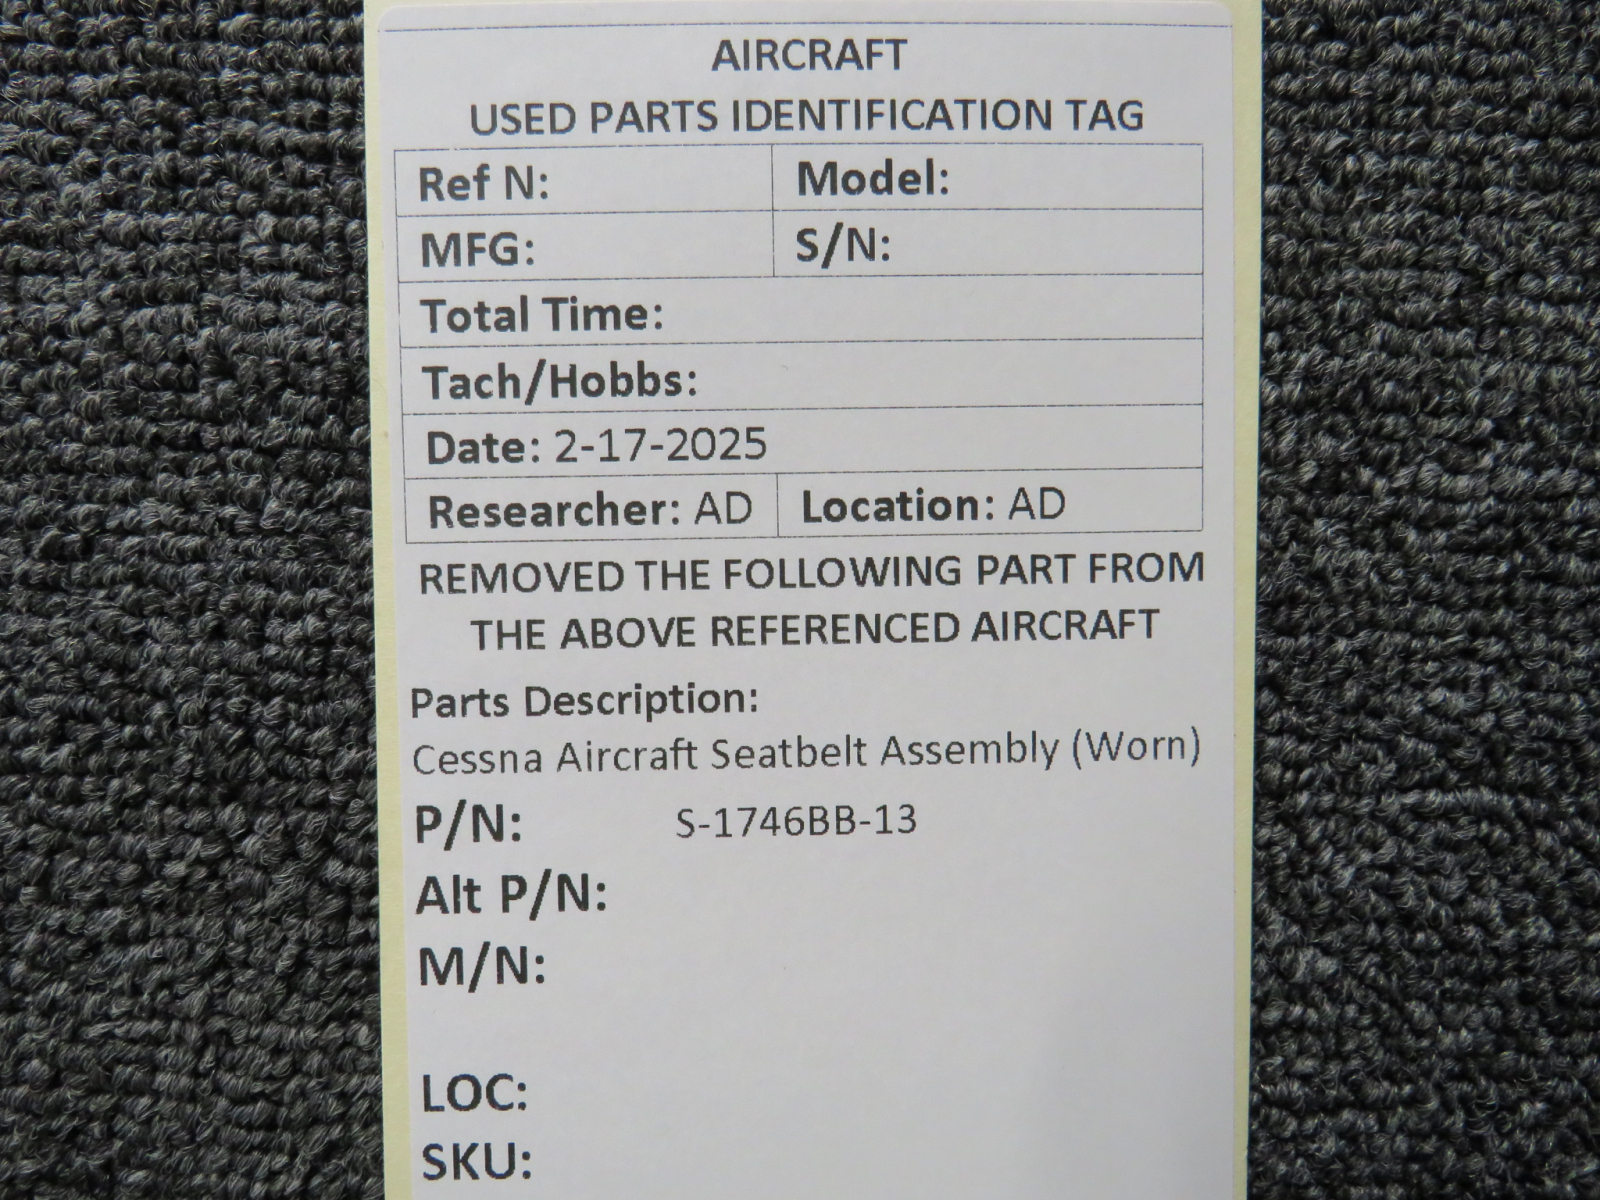 AIRCRAFT
USED PARTS IDENTIFICATION TAG
Ref N: Model:
MFG: S/N:
Total Time:
Tach/Hobbs:
Date: 2-17-2025
Researcher: AD Location: AD
REMOVED THE FOLLOWING PART FROM
THE ABOVE REFERENCED AIRCRAFT
Parts Description:
Cessna Aircraft Seatbelt Assembly (Worn)
P/N: S-1746BB-13
Alt P/N:
M/N:
LOC:
SKU: